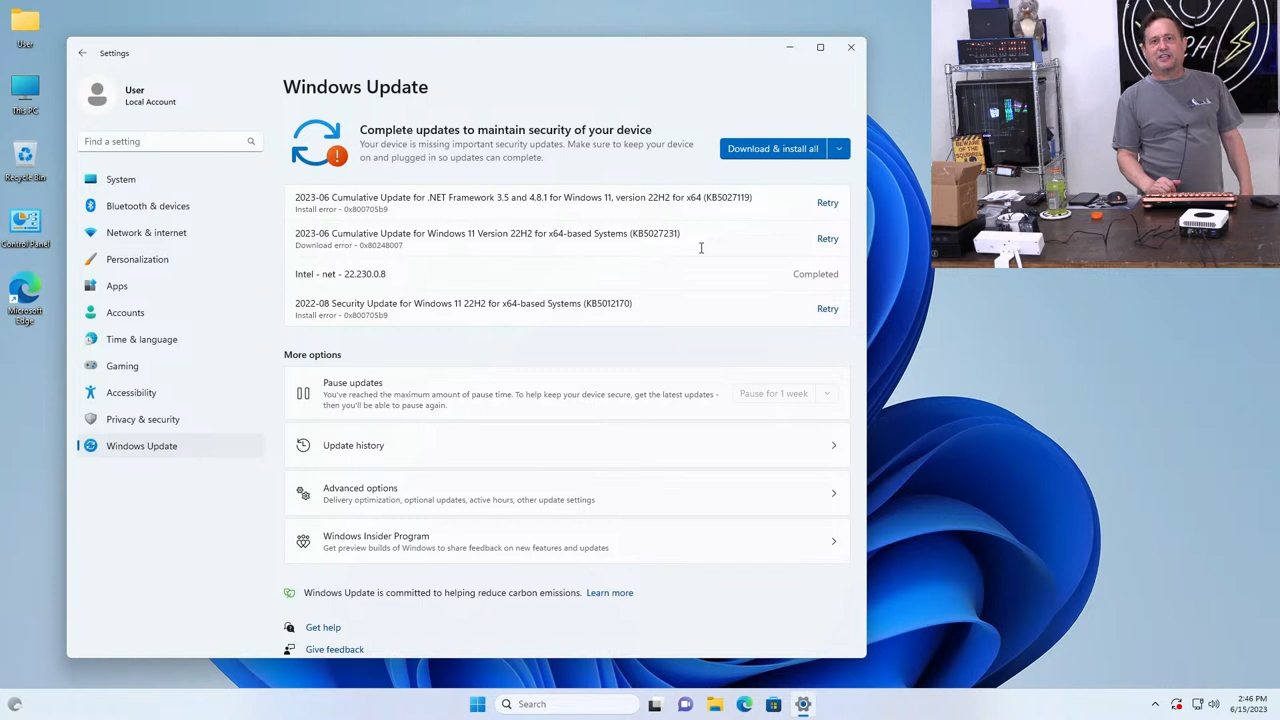 User
This PC
Recycle Bin
Control Panel
Microsoft
Edge
Settings
User
Local Account
Find a setting
System
Bluetooth & devices
Network & internet
Personalization
Apps
Accounts
Time & language
Gaming
Accessibility
Privacy & security
Windows Update
Windows Update
Complete updates to maintain security of your device
Your device is missing important security updates. Make sure to keep your device
on and plugged in so updates can complete.
Download & install all
2023-06 Cumulative Update for .NET Framework 3.5 and 4.8.1 for Windows 11, version 22H2 for x64 (KB5027119)
Install error - 0x800705b9
Retry
2023-06 Cumulative Update for Windows 11 Version 22H2 for x64-based Systems (KB5027231)
Download error - 0x80248007
Retry
Intel - net - 22.230.0.8
Completed
2022-08 Security Update for Windows 11 22H2 for x64-based Systems (KB5012170)
Install error - 0x800705b9
Retry
More options
Pause updates
You've reached the maximum amount of pause time. To help keep your device secure, get the latest updates -
then you'll be able to pause again.
Pause for 1 week
Update history
Advanced options
Delivery optimization, optional updates, active hours, other update settings
Windows Insider Program
Get preview builds of Windows to share feedback on new features and updates
Windows Update is committed to helping reduce carbon emissions. Learn more
Get help
Give feedback
BEWARE OF
THE SQUIRREL
PH
Search
2:46 PM
6/15/2023